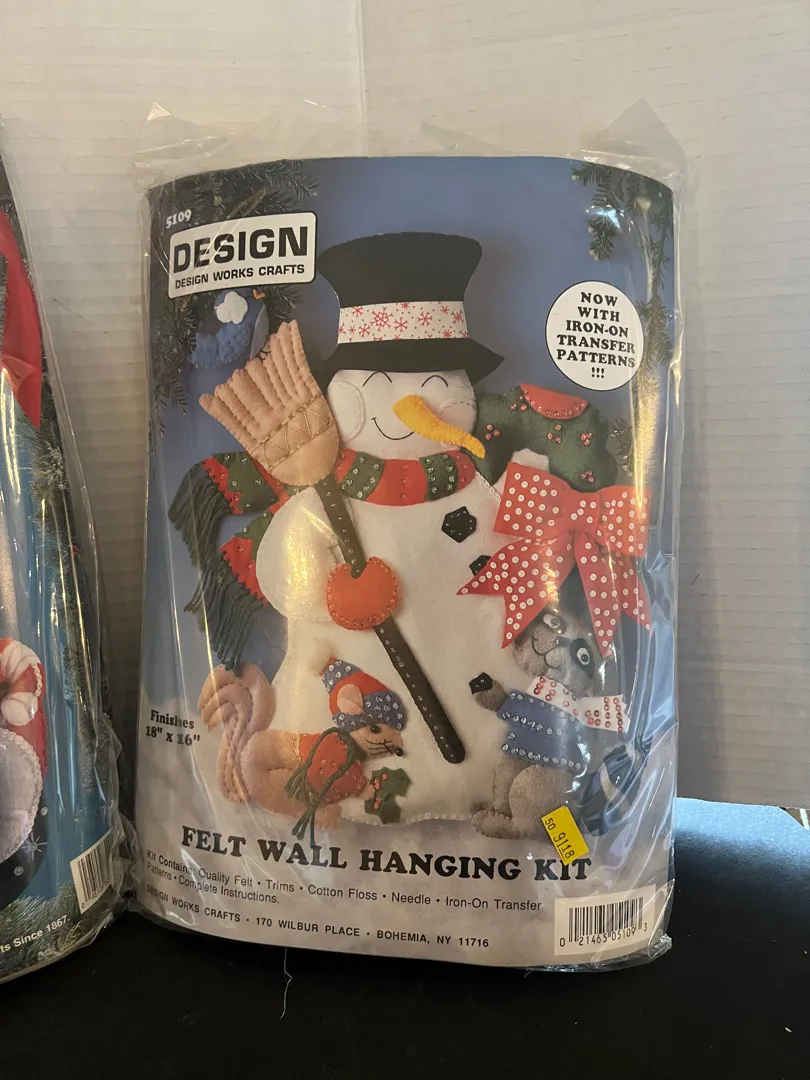 5109
DESIGN
DESIGN WORKS CRAFTS
NOW
WITH
IRON-ON
TRANSFER
PATTERNS
!!!
Finishes
18" x 16"
50 9118
FELT WALL HANGING KIT
Kit Contains: Quality Felt • Trims • Cotton Floss • Needle • Iron-On Transfer
Patterns • Complete Instructions.
DESIGN WORKS CRAFTS • 170 WILBUR PLACE • BOHEMIA, NY 11716
0 21465 05109 3
ts Since 1867.